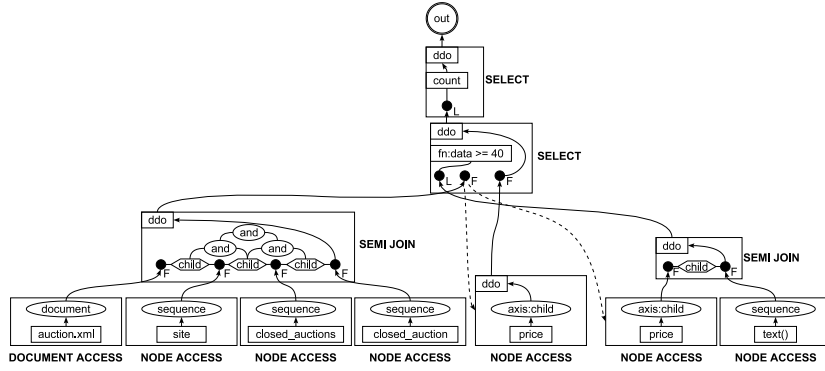 out
ddo
count
SELECT
L
ddo
fn:data >= 40
SELECT
L F F
ddo
and
SEMI JOIN
and and
F child F child F child F
ddo
SEMI JOIN
F child F
document
auction.xml
DOCUMENT ACCESS
sequence
site
NODE ACCESS
sequence
closed_auctions
NODE ACCESS
sequence
closed_auction
NODE ACCESS
ddo
axis:child
price
NODE ACCESS
axis:child
price
NODE ACCESS
sequence
text()
NODE ACCESS